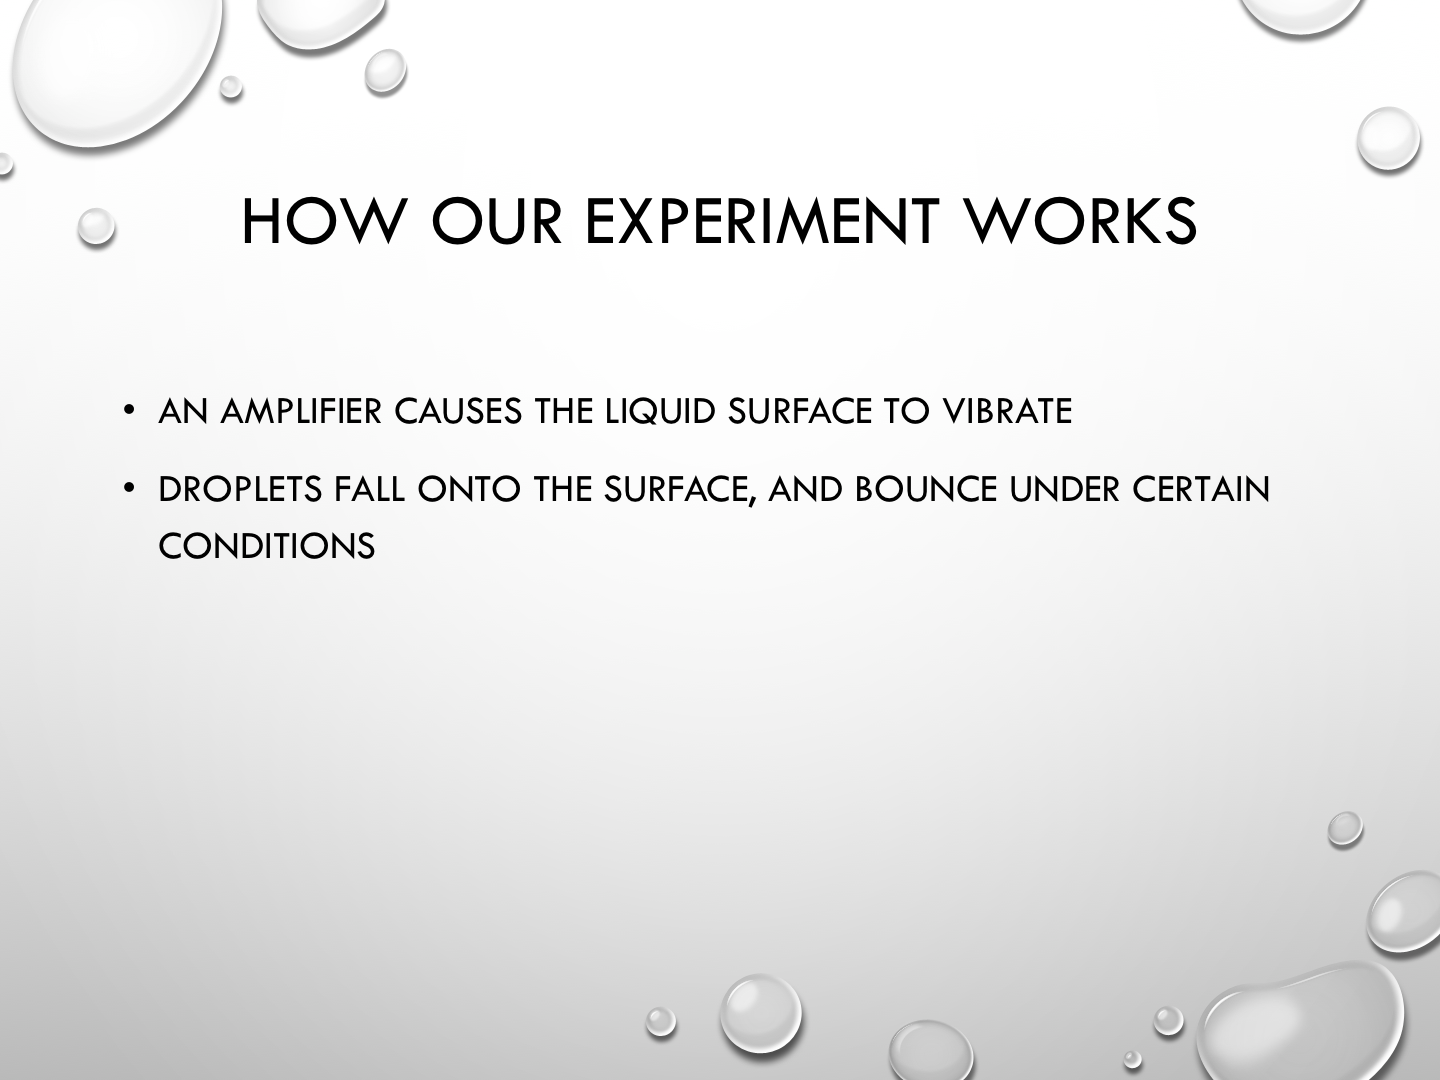 HOW OUR EXPERIMENT WORKS
• AN AMPLIFIER CAUSES THE LIQUID SURFACE TO VIBRATE
• DROPLETS FALL ONTO THE SURFACE, AND BOUNCE UNDER CERTAIN
CONDITIONS